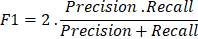 F1 = 2 . Precision .Recall / Precision + Recall